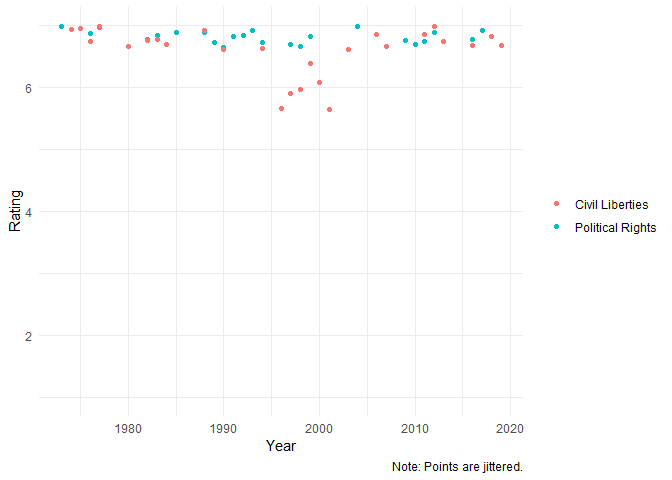 6
4
2
Rating
1980 1990 2000 2010 2020
Year
Civil Liberties
Political Rights
Note: Points are jittered.